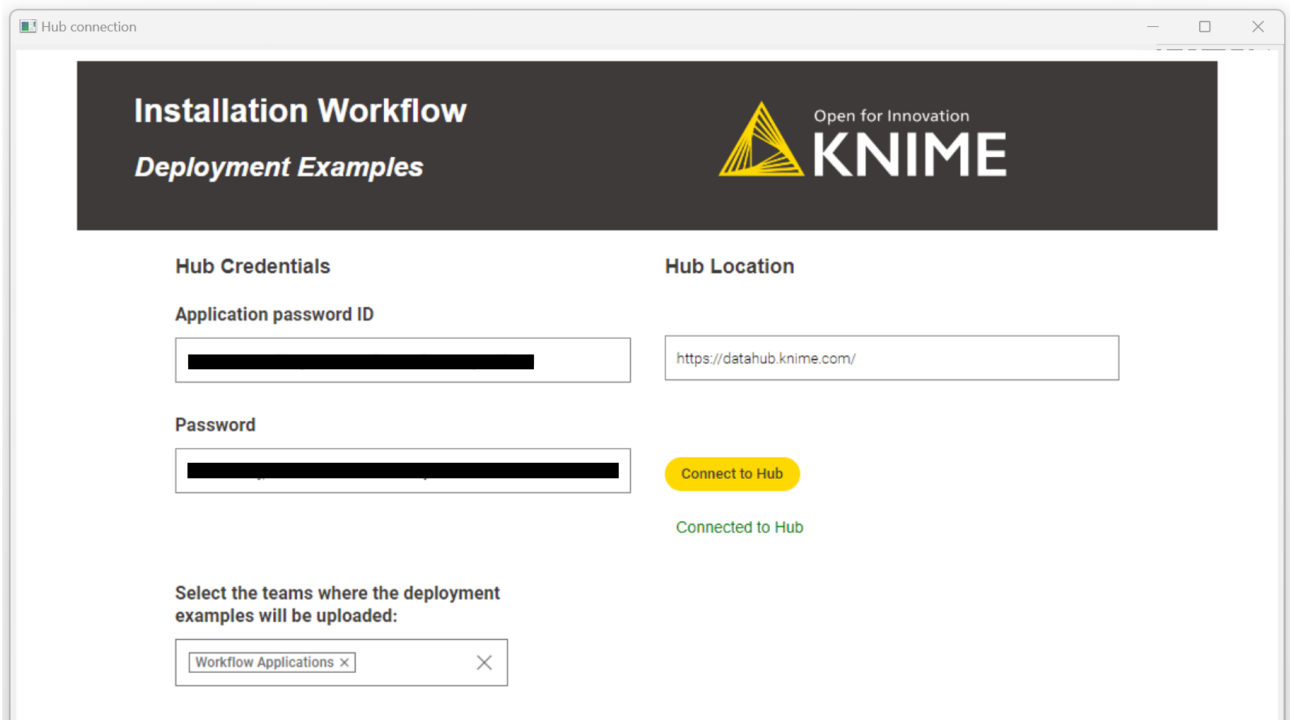 Hub connection
Installation Workflow
Deployment Examples
Open for Innovation
KNIME
Hub Credentials
Hub Location
Application password ID
https://datahub.knime.com/
Password
Connect to Hub
Connected to Hub
Select the teams where the deployment
examples will be uploaded:
Workflow Applications ×